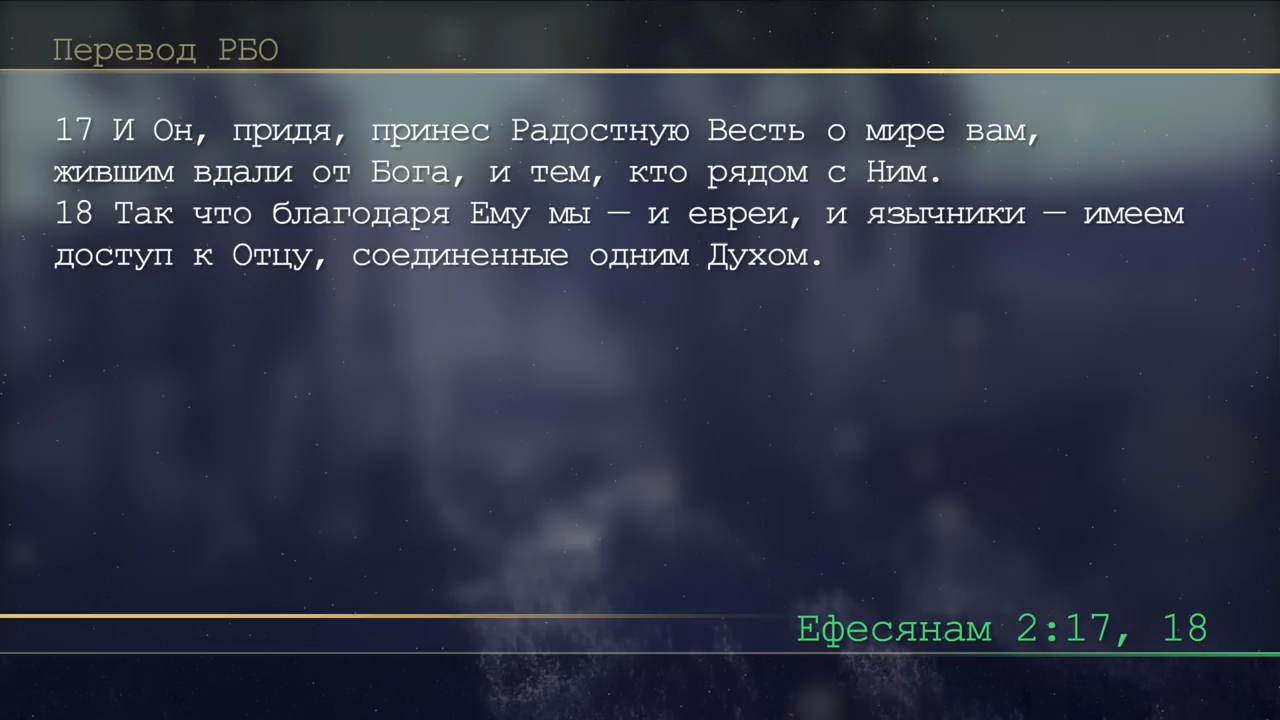 Перевод РБО
17 И Он, придя, принес Радостную Весть о мире вам,
жившим вдали от Бога, и тем, кто рядом с Ним.
18 Так что благодаря Ему мы — и евреи, и язычники — имеем
доступ к Отцу, соединенные одним Духом.
Ефесянам 2:17, 18